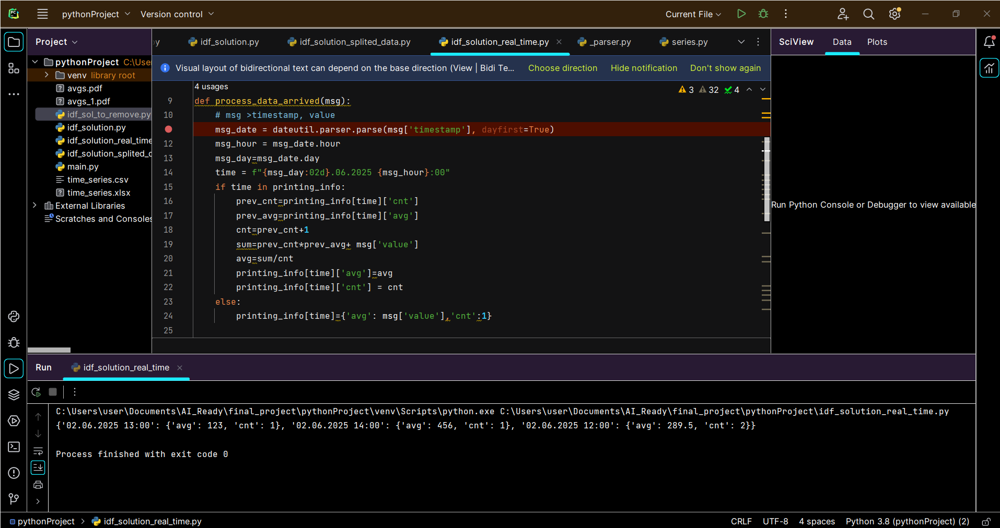 pythonProject
Version control
Current File
Project
y
idf_solution.py
idf_solution_splited_data.py
idf_solution_real_time.py
_parser.py
series.py
SciView
Data
Plots
Visual layout of bidirectional text can depend on the base direction (View | Bidi Te...
Choose direction
Hide notification
Don't show again
pythonProject C:\Use
venv library root
avgs.pdf
avgs_1.pdf
idf_sol_to_remove.py
idf_solution.py
idf_solution_real_time
idf_solution_splited_d
main.py
time_series.csv
time_series.xlsx
External Libraries
Scratches and Consoles
4 usages
3 32 4
9 def process_data_arrived(msg):
10 # msg >timestamp, value
msg_date = dateutil.parser.parse(msg['timestamp'], dayfirst=True)
12 msg_hour = msg_date.hour
13 msg_day=msg_date.day
14 time = f"{msg_day:02d}.06.2025 {msg_hour}:00"
15 if time in printing_info:
16 prev_cnt=printing_info[time]['cnt']
17 prev_avg=printing_info[time]['avg']
18 cnt=prev_cnt+1
19 sum=prev_cnt*prev_avg+ msg['value']
20 avg=sum/cnt
21 printing_info[time]['avg']=avg
22 printing_info[time]['cnt'] = cnt
23 else:
24 printing_info[time]={'avg': msg['value'],'cnt':1}
25
Run Python Console or Debugger to view available
Run
idf_solution_real_time
C:\Users\user\Documents\AI_Ready\final_project\pythonProject\venv\Scripts\python.exe C:\Users\user\Documents\AI_Ready\final_project\pythonProject\idf_solution_real_time.py
{'02.06.2025 13:00': {'avg': 123, 'cnt': 1}, '02.06.2025 14:00': {'avg': 456, 'cnt': 1}, '02.06.2025 12:00': {'avg': 289.5, 'cnt': 2}}
Process finished with exit code 0
pythonProject > idf_solution_real_time.py
CRLF UTF-8 4 spaces Python 3.8 (pythonProject) (2)